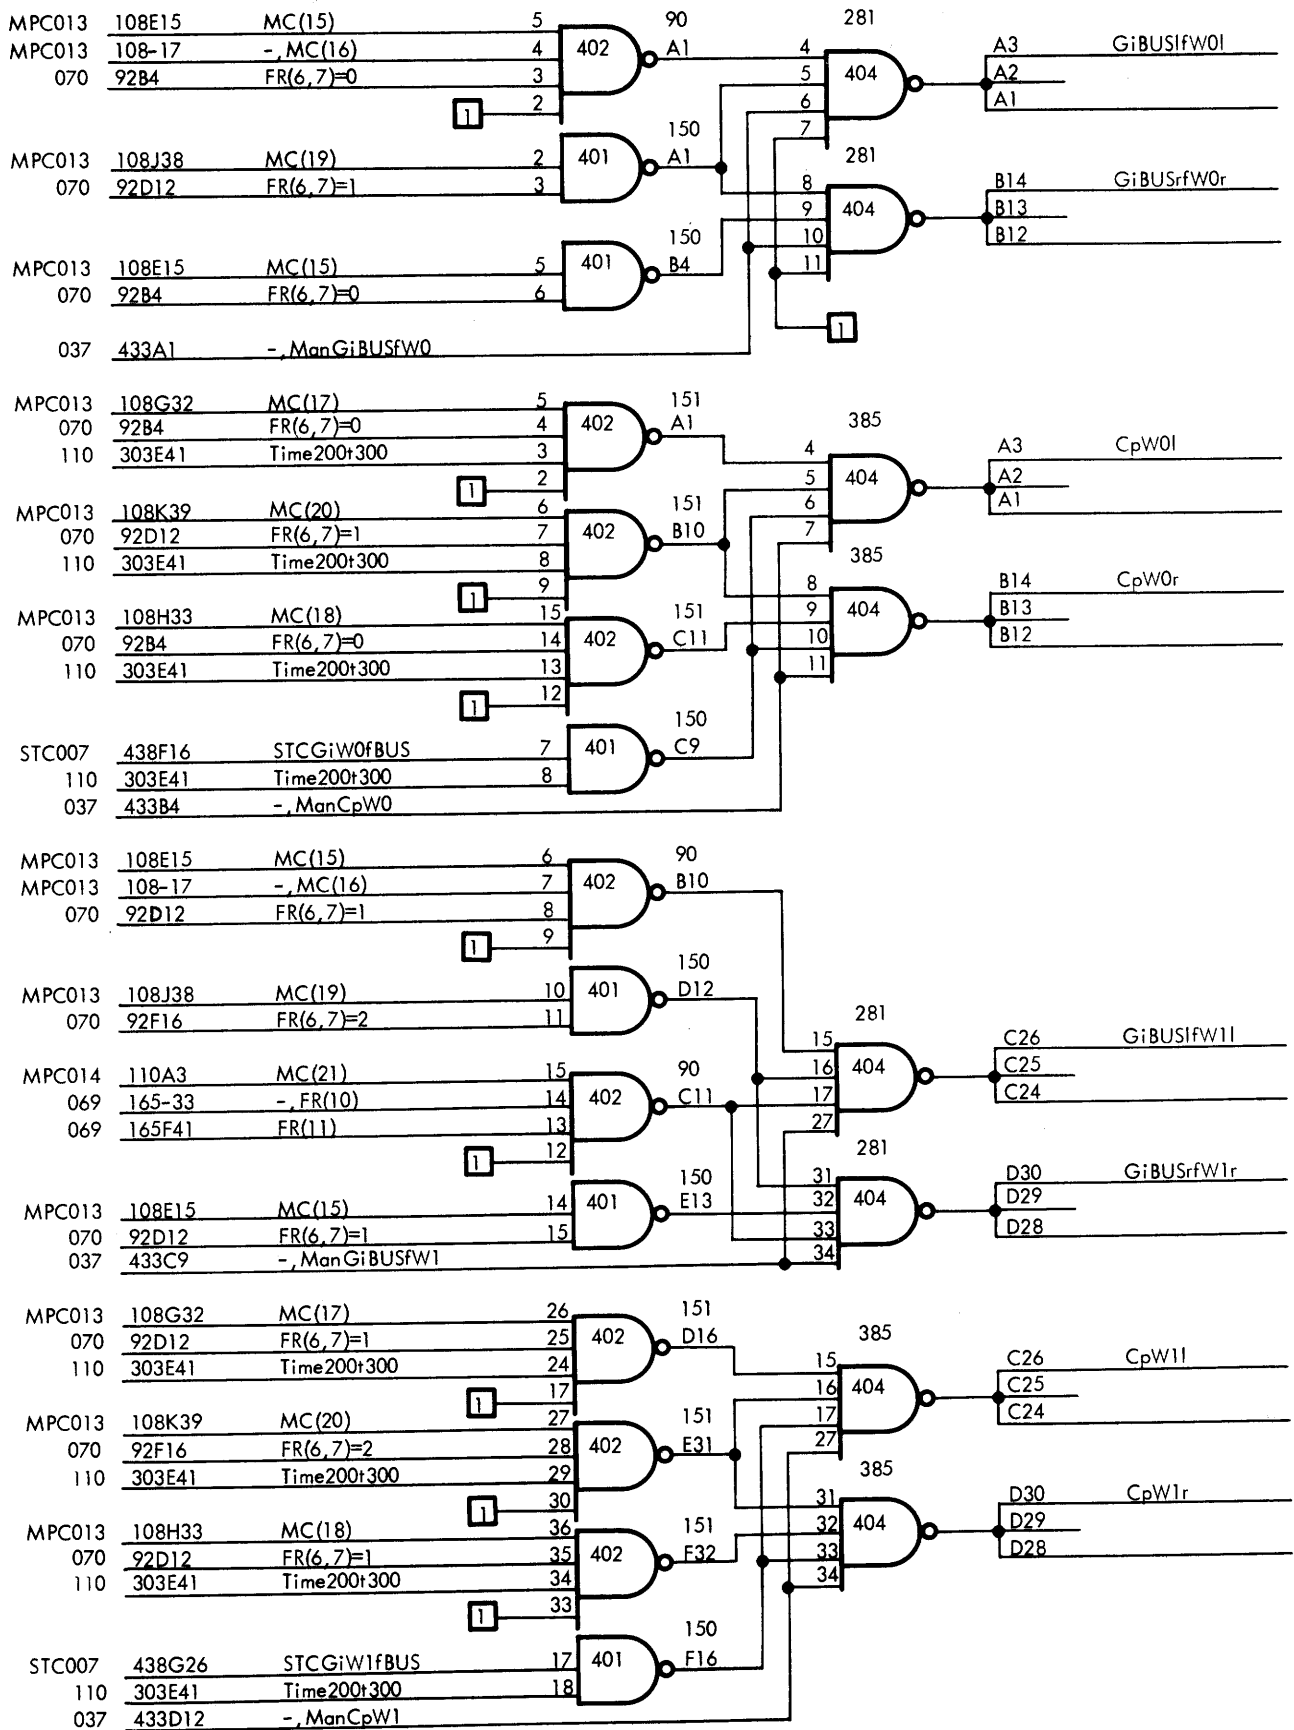 281
MPC013 108E15 MC(15) 5 90
402 A1 4 A3 GiBUSlfW0l
MPC013 108-17 -,MC(16) 4 404 A2
070 92B4 FR(6,7)=0 3 5 A1
1 2 6
150 7
MPC013 108J38 MC(19) 2 401 A1 281
070 92D12 FR(6,7)=1 3 8 B14 GiBUSrfW0r
404 9 B13
150 10 B12
MPC013 108E15 MC(15) 5 401 B4 11
070 92B4 FR(6,7)=0 6
1
037 433A1 -,ManGiBUSfW0
MPC013 108G32 MC(17) 5 151
070 92B4 FR(6,7)=0 4 402 A1 385
110 303E41 Time200t300 3 4 A3 CpW0l
1 2 5 404 A2
MPC013 108K39 MC(20) 6 151 6 A1
070 92D12 FR(6,7)=1 7 402 B10 7
110 303E41 Time200t300 8 385
1 9 8 B14 CpW0r
MPC013 108H33 MC(18) 15 151 9 404 B13
070 92B4 FR(6,7)=0 14 402 C11 10 B12
110 303E41 Time200t300 13 11
1 12
150
STC007 438F16 STCGiW0fBUS 7 401 C9
110 303E41 Time200t300 8
037 433B4 -,ManCpW0
MPC013 108E15 MC(15) 6 90
MPC013 108-17 -,MC(16) 7 402 B10
070 92D12 FR(6,7)=1 8
1 9
150
MPC013 108J38 MC(19) 10 401 D12
070 92F16 FR(6,7)=2 11 281
15 C26 GiBUSlfW1l
MPC014 110A3 MC(21) 15 90 16 404 C25
069 165-33 -,FR(10) 14 402 C11 17 C24
069 165F41 FR(11) 13 27
1 12 281
150 31 D30 GiBUSrfW1r
MPC013 108E15 MC(15) 14 401 E13 32 404 D29
070 92D12 FR(6,7)=1 15 33 D28
037 433C9 -,ManGiBUSfW1 34
MPC013 108G32 MC(17) 26 151
070 92D12 FR(6,7)=1 25 402 D16 385
110 303E41 Time200t300 24 15 C26 CpW1l
1 17 16 404 C25
MPC013 108K39 MC(20) 27 151 17 C24
070 92F16 FR(6,7)=2 28 402 E31 27
110 303E41 Time200t300 29 385
1 30 31 D30 CpW1r
MPC013 108H33 MC(18) 36 151 32 404 D29
070 92D12 FR(6,7)=1 35 402 F32 33 D28
110 303E41 Time200t300 34 34
1 33
150
STC007 438G26 STCGiW1fBUS 17 401 F16
110 303E41 Time200t300 18
037 433D12 -,ManCpW1